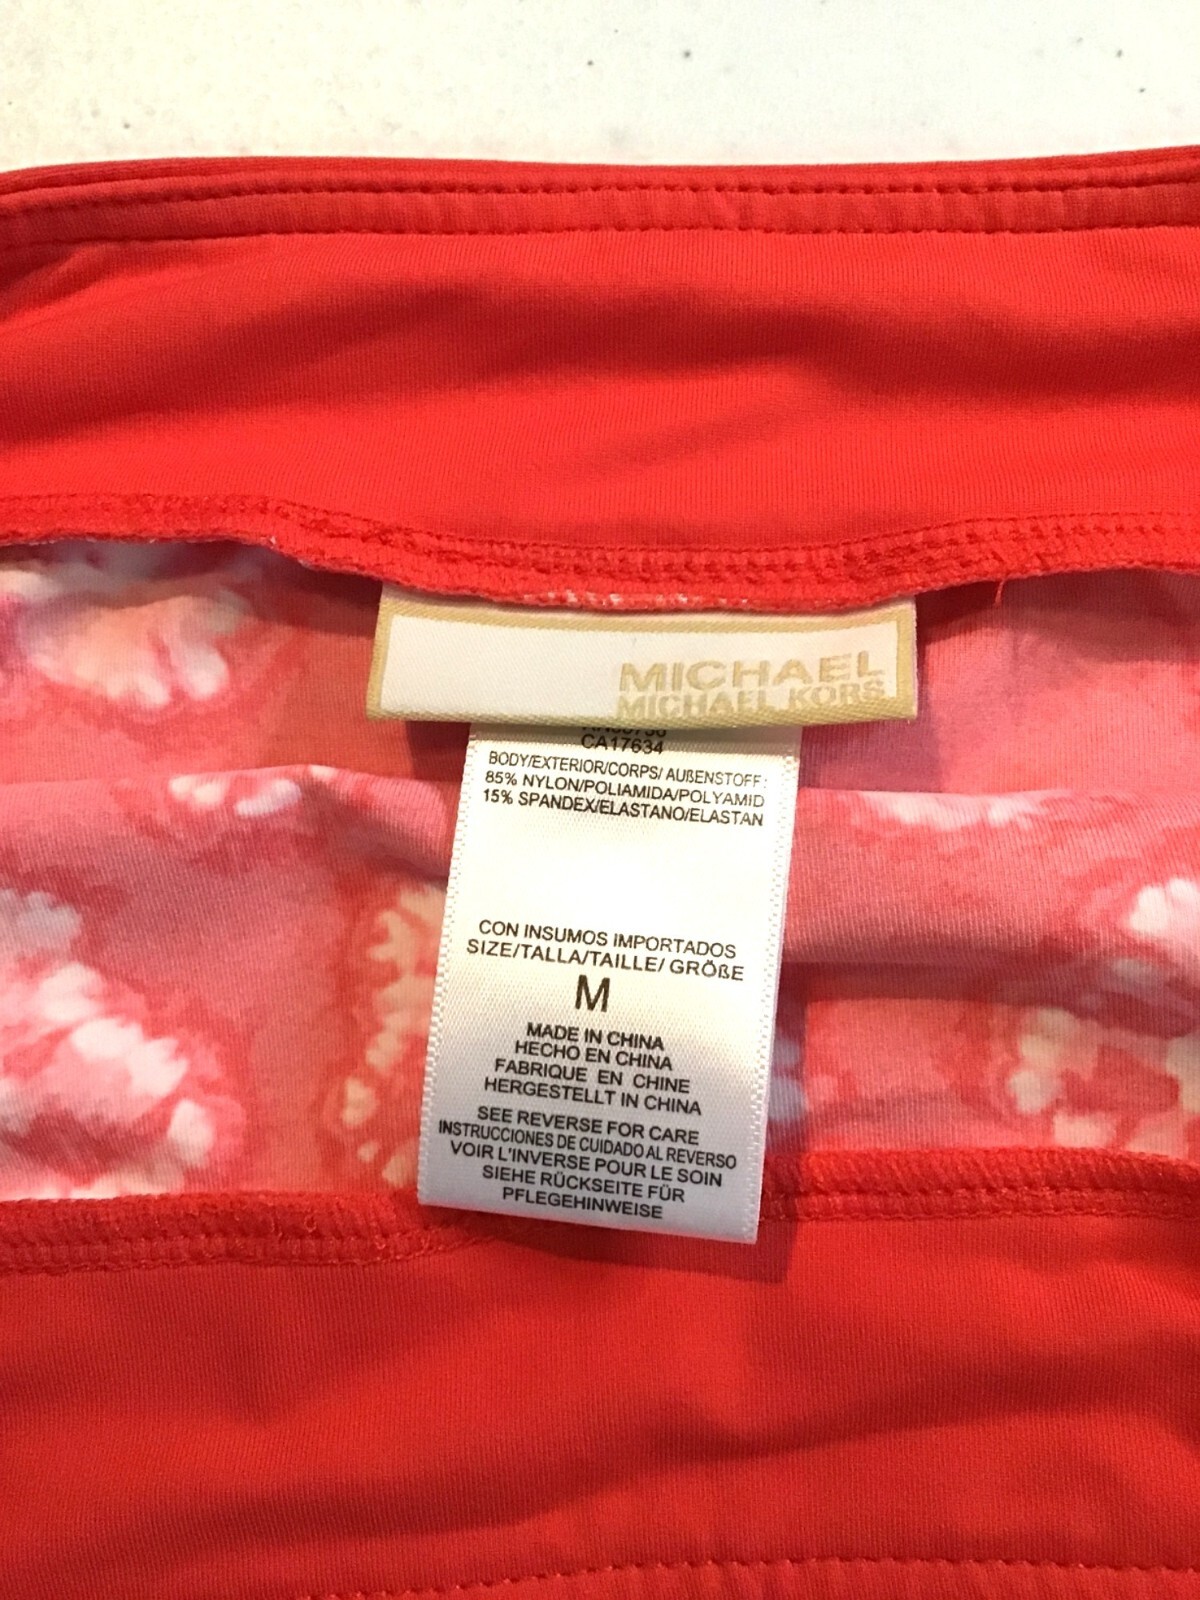 MICHAEL
MICHAEL KORS
CA17634
BODY/EXTERIOR/CORPS/ AUßENSTOFF:
85% NYLON/POLIAMIDA/POLYAMID
15% SPANDEX/ELASTANO/ELASTAN
CON INSUMOS IMPORTADOS
SIZE/TALLA/TAILLE/ GRÖßE
M
MADE IN CHINA
HECHO EN CHINA
FABRIQUE EN CHINE
HERGESTELLT IN CHINA
SEE REVERSE FOR CARE
INSTRUCCIONES DE CUIDADO AL REVERSO
VOIR L'INVERSE POUR LE SOIN
SIEHE RÜCKSEITE FÜR
PFLEGEHINWEISE